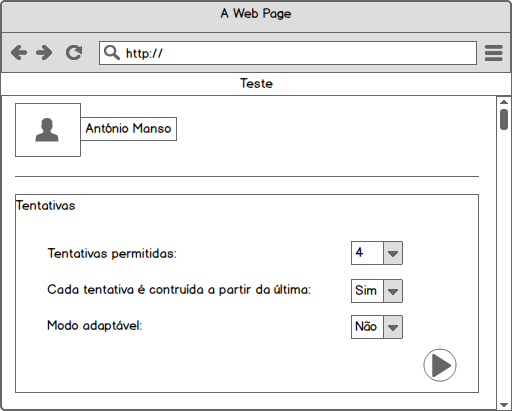 A Web Page
http://
Teste
António Manso
Tentativas
Tentativas permitidas: 4
Cada tentativa é contruída a partir da última: Sim
Modo adaptável: Não